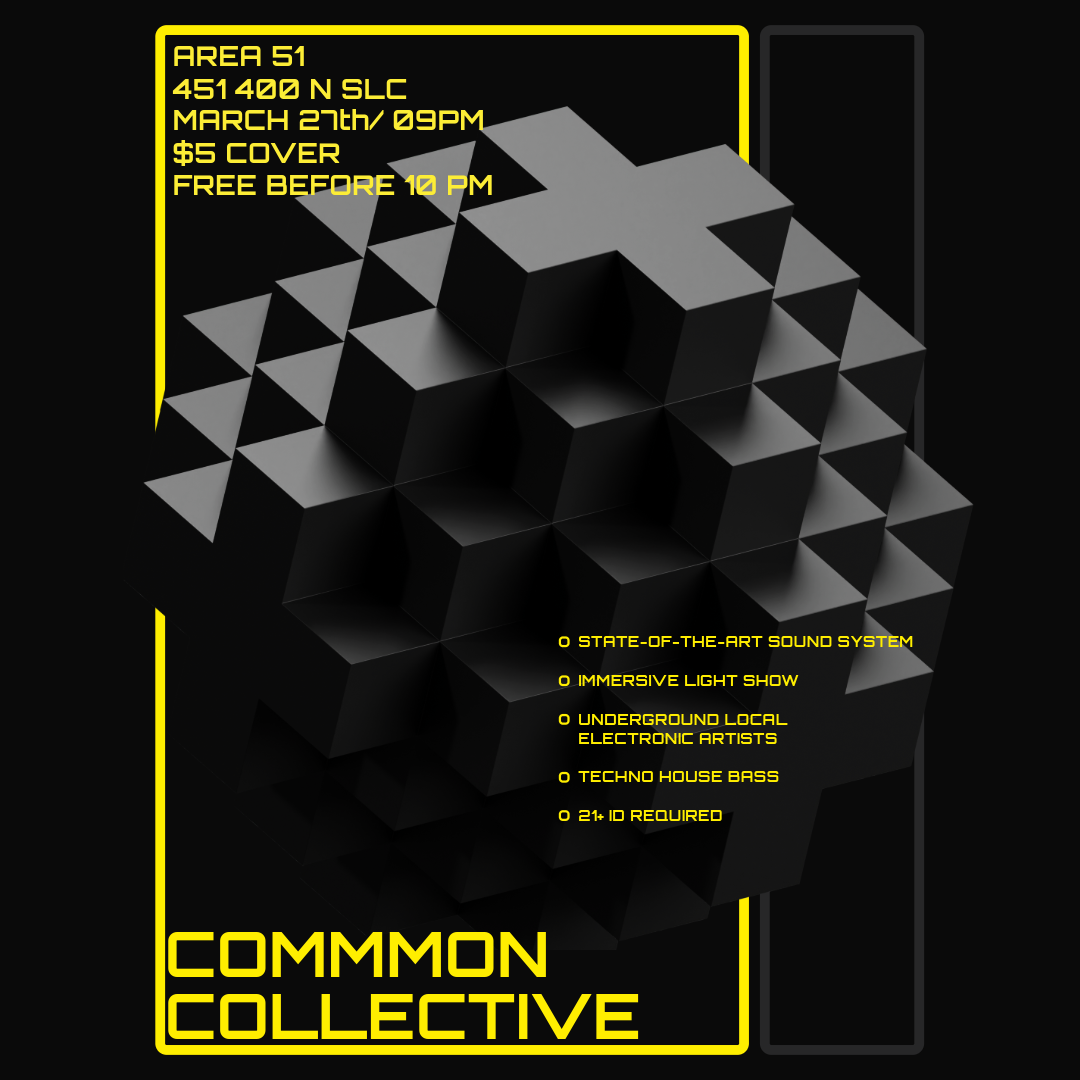 AREA 51
451 400 N SLC
MARCH 27th/ 09PM
$5 COVER
FREE BEFORE 10 PM
O STATE-OF-THE-ART SOUND SYSTEM
O IMMERSIVE LIGHT SHOW
O UNDERGROUND LOCAL
ELECTRONIC ARTISTS
O TECHNO HOUSE BASS
O 21+ ID REQUIRED
COMMMON
COLLECTIVE